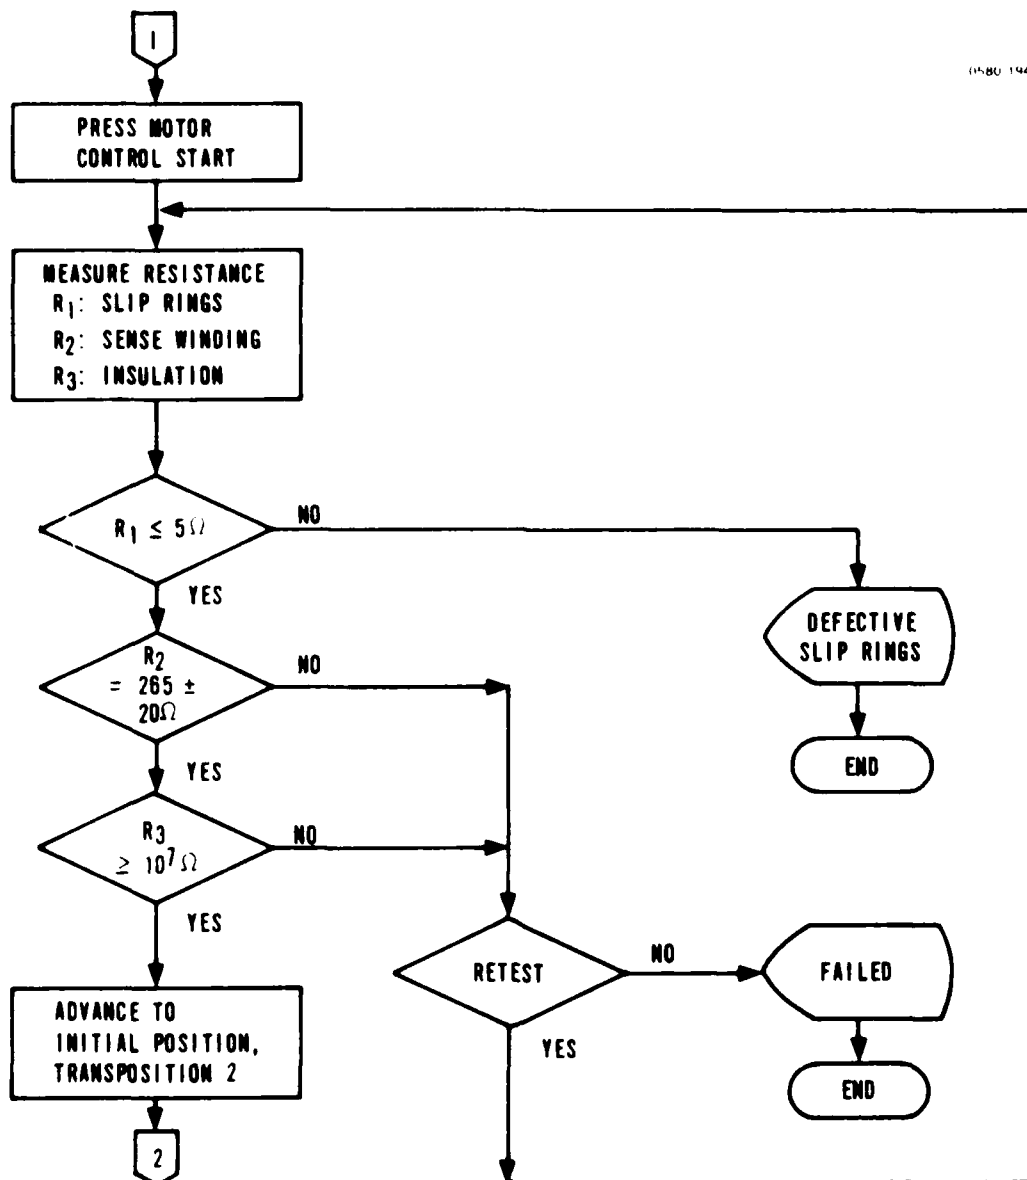 1
0580 194
PRESS MOTOR
CONTROL START
MEASURE RESISTANCE
R1: SLIP RINGS
R2: SENSE WINDING
R3: INSULATION
R1 ≤ 5Ω
NO
YES
DEFECTIVE
SLIP RINGS
END
R2
= 265 ±
20Ω
NO
YES
R3
≥ 10^7 Ω
NO
YES
RETEST
NO
FAILED
END
YES
ADVANCE TO
INITIAL POSITION,
TRANSPOSITION 2
2